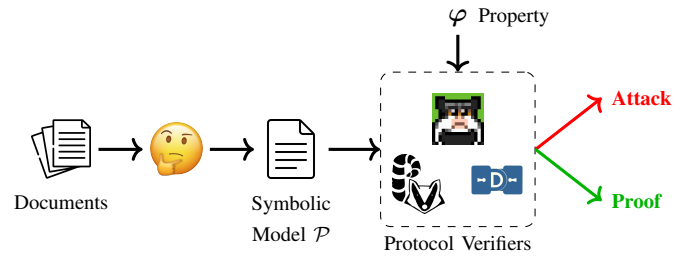 φ Property
Attack
D
Documents
Symbolic
Model 𝒫
Proof
Protocol Verifiers